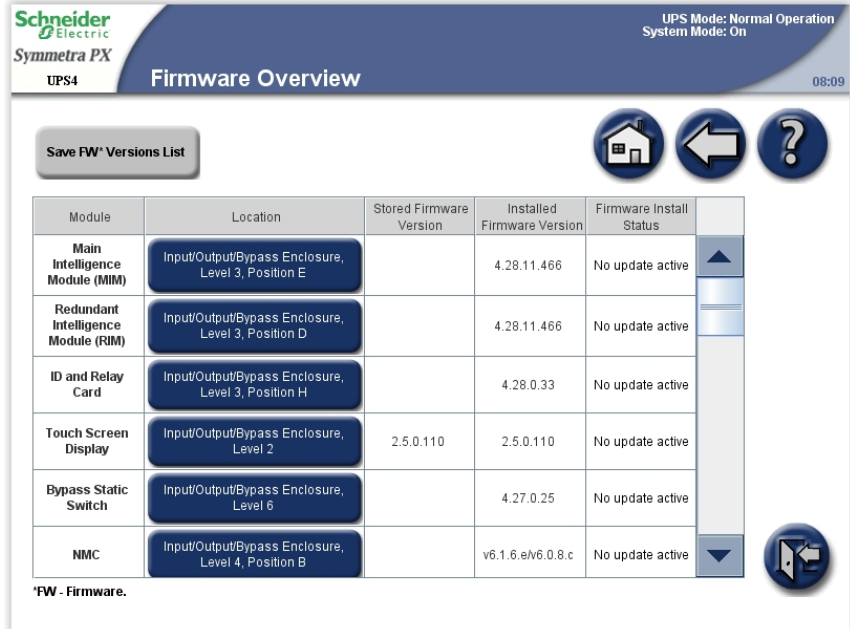 Schneider
Electric
Symmetra PX
UPS4
Firmware Overview
UPS Mode: Normal Operation
System Mode: On
08:09
Save FW* Versions List
?
Module
Location
Stored Firmware
Version
Installed
Firmware Version
Firmware Install
Status
Main
Intelligence
Module (MIM)
Input/Output/Bypass Enclosure,
Level 3, Position E
4.28.11.466
No update active
Redundant
Intelligence
Module (RIM)
Input/Output/Bypass Enclosure,
Level 3, Position D
4.28.11.466
No update active
ID and Relay
Card
Input/Output/Bypass Enclosure,
Level 3, Position H
4.28.0.33
No update active
Touch Screen
Display
Input/Output/Bypass Enclosure,
Level 2
2.5.0.110
2.5.0.110
No update active
Bypass Static
Switch
Input/Output/Bypass Enclosure,
Level 6
4.27.0.25
No update active
NMC
Input/Output/Bypass Enclosure,
Level 4, Position B
v6.1.6.e/v6.0.8.c
No update active
*FW - Firmware.